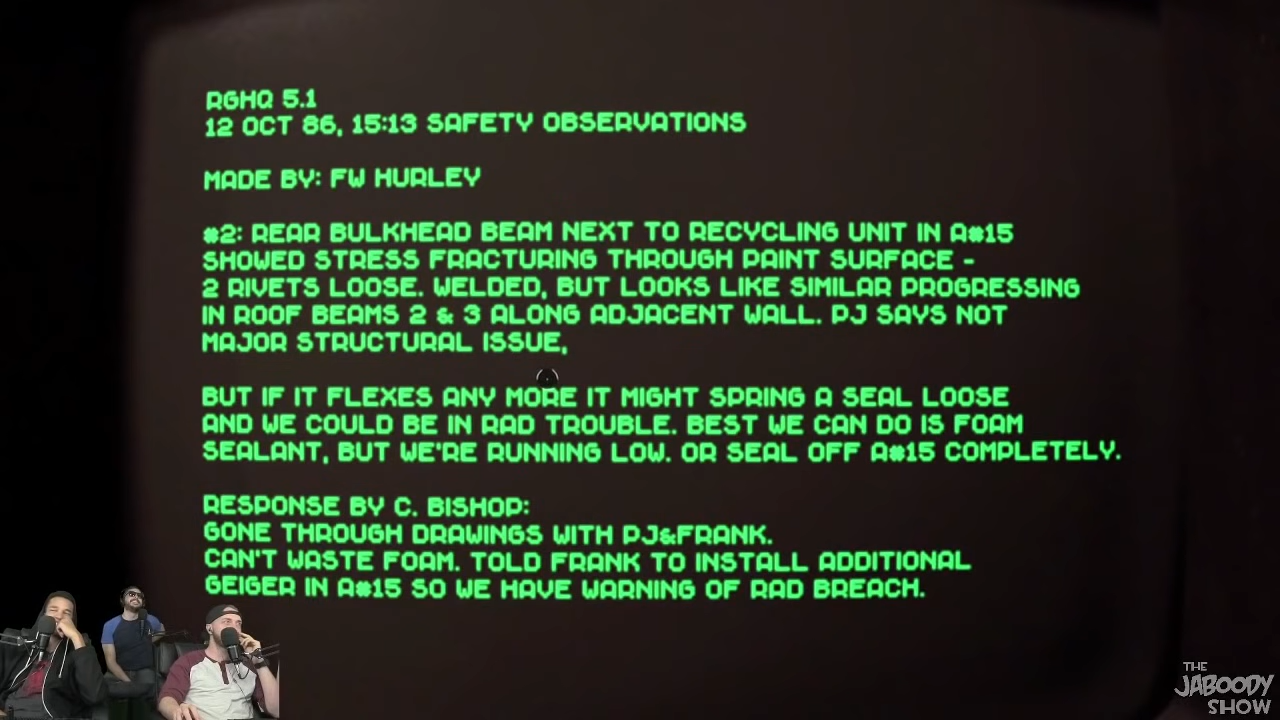 RGHQ 5.1
12 OCT 86, 15:13 SAFETY OBSERVATIONS
MADE BY: FW HURLEY
#2: REAR BULKHEAD BEAM NEXT TO RECYCLING UNIT IN A#15
SHOWED STRESS FRACTURING THROUGH PAINT SURFACE -
2 RIVETS LOOSE. WELDED, BUT LOOKS LIKE SIMILAR PROGRESSING
IN ROOF BEAMS 2 & 3 ALONG ADJACENT WALL. PJ SAYS NOT
MAJOR STRUCTURAL ISSUE,
BUT IF IT FLEXES ANY MORE IT MIGHT SPRING A SEAL LOOSE
AND WE COULD BE IN RAD TROUBLE. BEST WE CAN DO IS FOAM
SEALANT, BUT WE'RE RUNNING LOW. OR SEAL OFF A#15 COMPLETELY.
RESPONSE BY C. BISHOP:
GONE THROUGH DRAWINGS WITH PJ&FRANK.
CAN'T WASTE FOAM. TOLD FRANK TO INSTALL ADDITIONAL
GEIGER IN A#15 SO WE HAVE WARNING OF RAD BREACH.
THE
JABOODY
SHOW